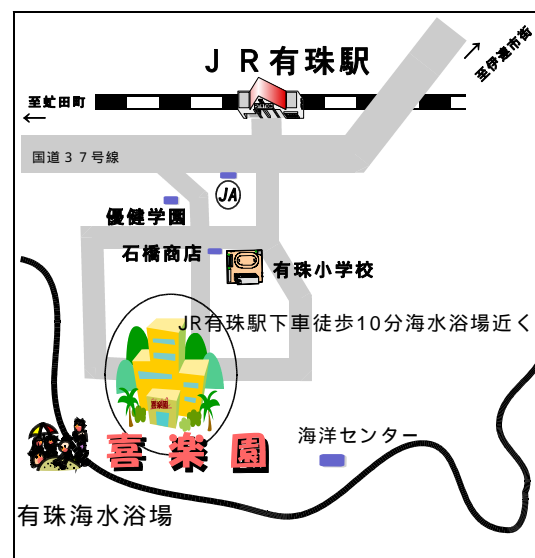 ＪＲ有珠駅
至伊達市街
至虻田町
国道３７号線
JA
優健学園
石橋商店
有珠小学校
JR有珠駅下車徒歩10分海水浴場近く
喜楽園
喜楽園
海洋センター
有珠海水浴場